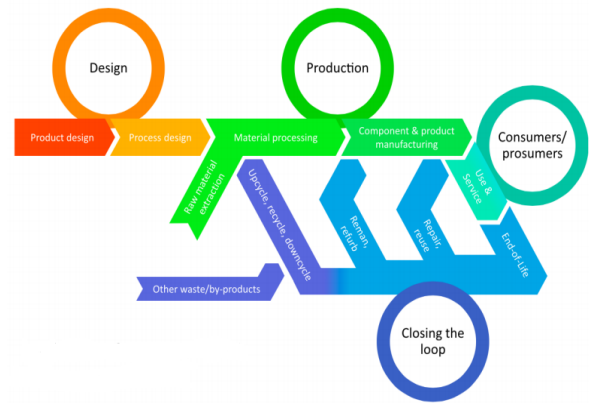 Design
Production
Consumers/
prosumers
Product design
Process design
Material processing
Component & product
manufacturing
Use &
Service
Raw material
extraction
Upcycle, recycle, downcycle
Reman,
refurb
Repair,
reuse
End-of-Life
Other waste/by-products
Closing the
loop